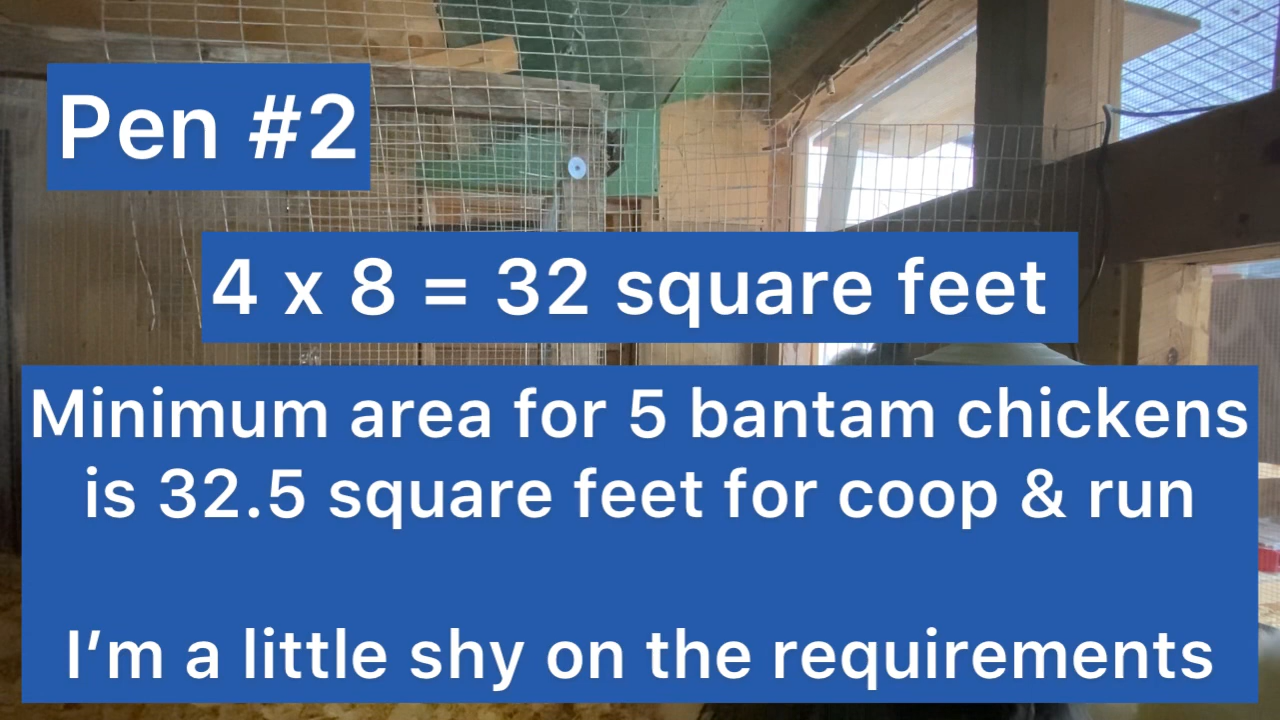 Pen #2
4 x 8 = 32 square feet
Minimum area for 5 bantam chickens
is 32.5 square feet for coop & run
I’m a little shy on the requirements